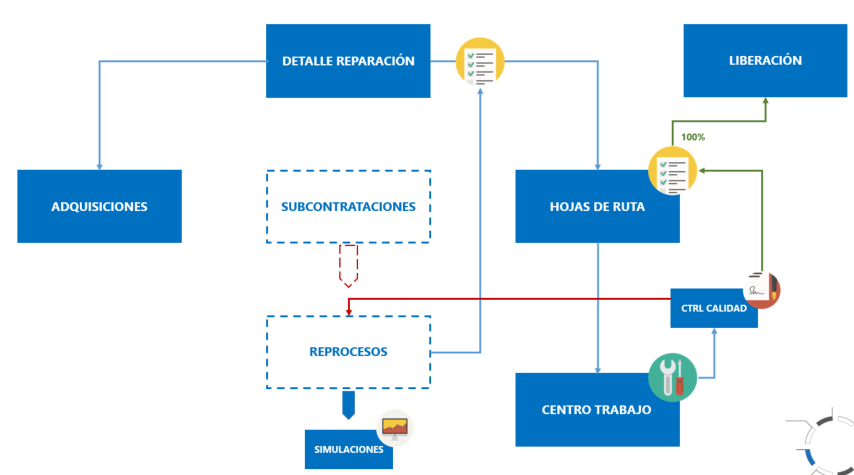 DETALLE REPARACIÓN
LIBERACIÓN
100%
ADQUISICIONES
SUBCONTRATACIONES
HOJAS DE RUTA
CTRL CALIDAD
REPROCESOS
CENTRO TRABAJO
SIMULACIONES